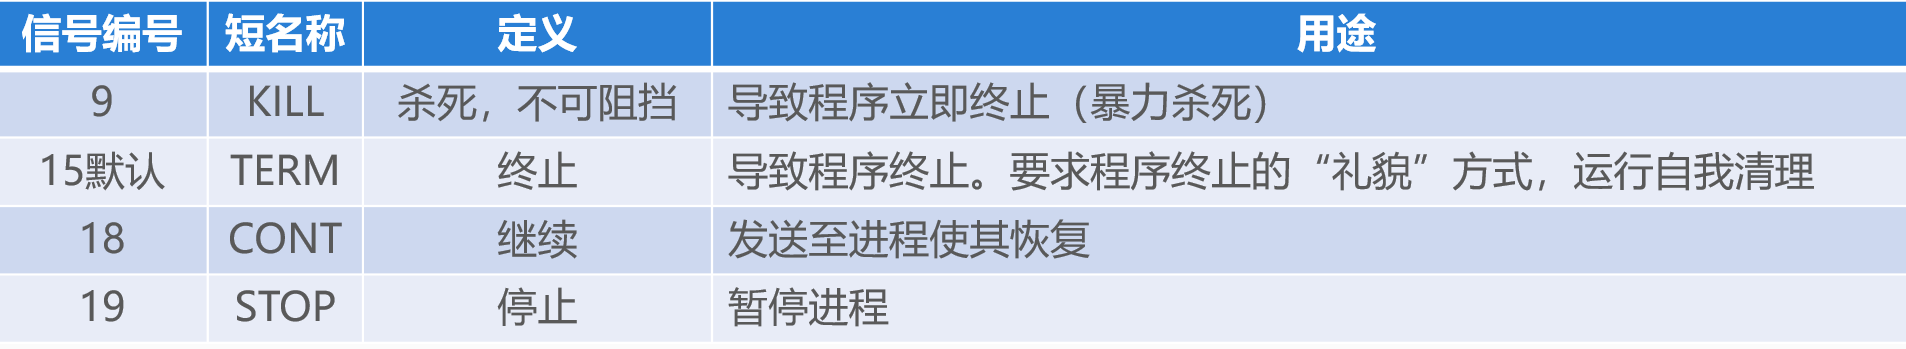 信号编号 短名称 定义 用途
9 KILL 杀死，不可阻挡 导致程序立即终止（暴力杀死）
15默认 TERM 终止 导致程序终止。要求程序终止的“礼貌”方式，运行自我清理
18 CONT 继续 发送至进程使其恢复
19 STOP 停止 暂停进程